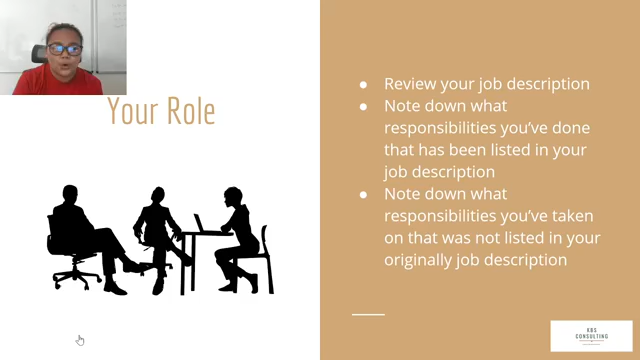 Your Role
● Review your job description
● Note down what
responsibilities you've done
that has been listed in your
job description
● Note down what
responsibilities you've taken
on that was not listed in your
originally job description
KBS
CONSULTING